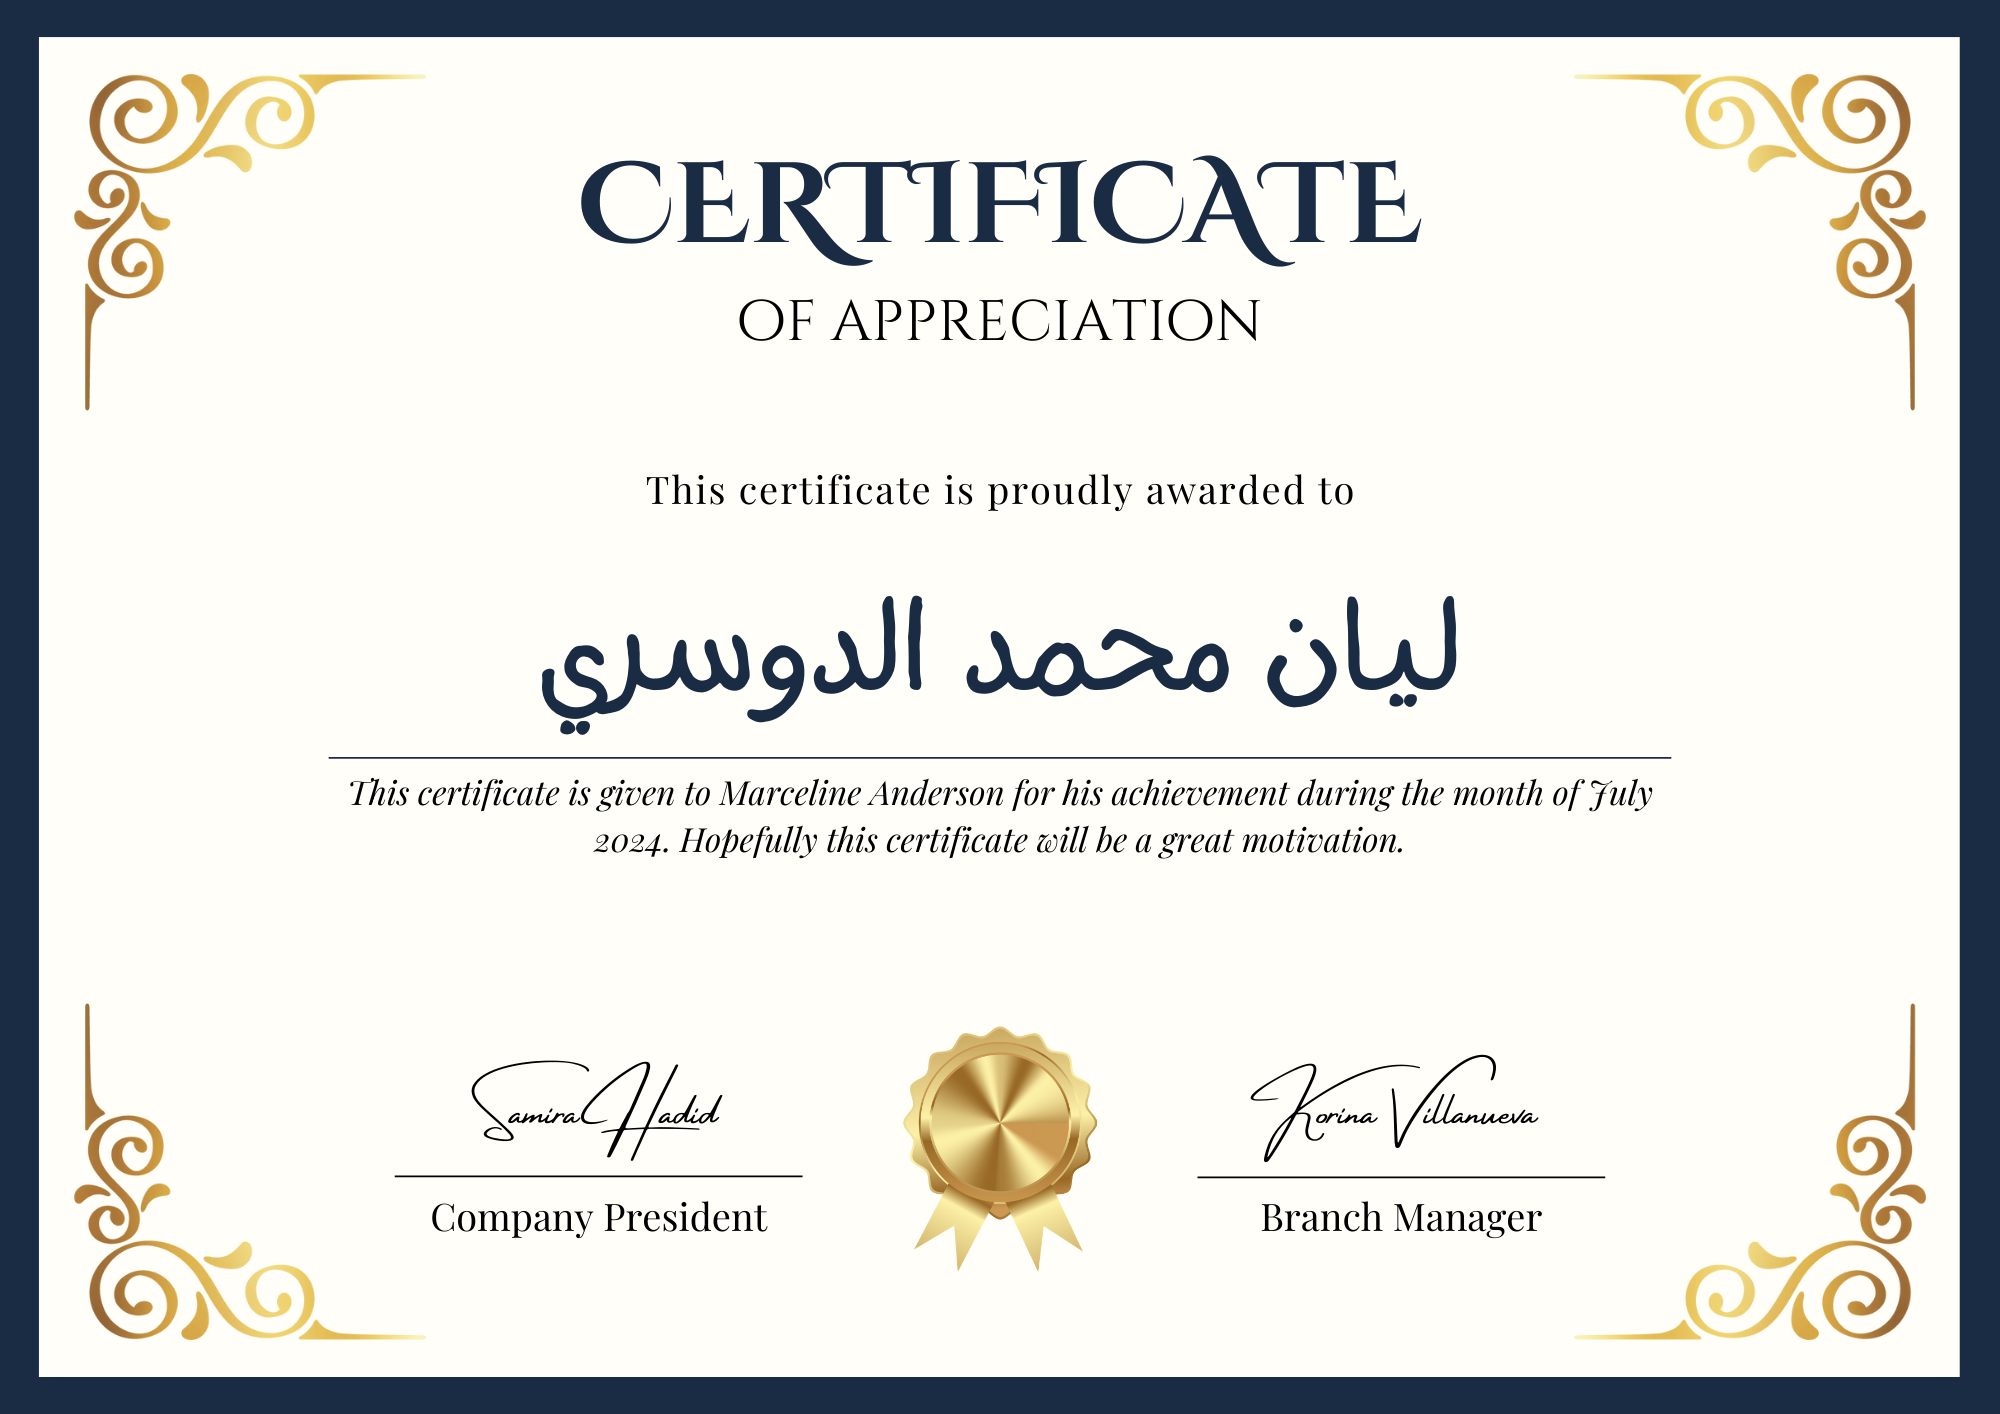 CERTIFICATE
OF APPRECIATION
This certificate is proudly awarded to
ليان محمد الدوسري
This certificate is given to Marceline Anderson for his achievement during the month of July
2024. Hopefully this certificate will be a great motivation.
Samira Hadid
Korina Villanueva
Company President
Branch Manager